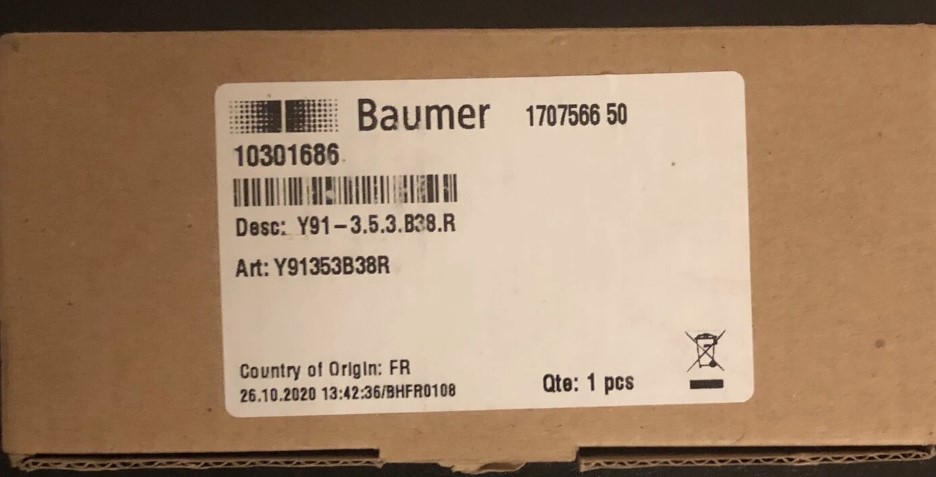 Baumer 1707566 50
10301686
Desc: Y91-3.5.3.B38.R
Art: Y91353B38R
Country of Origin: FR
26.10.2020 13:42:36/BHFR0108
Qte: 1 pcs